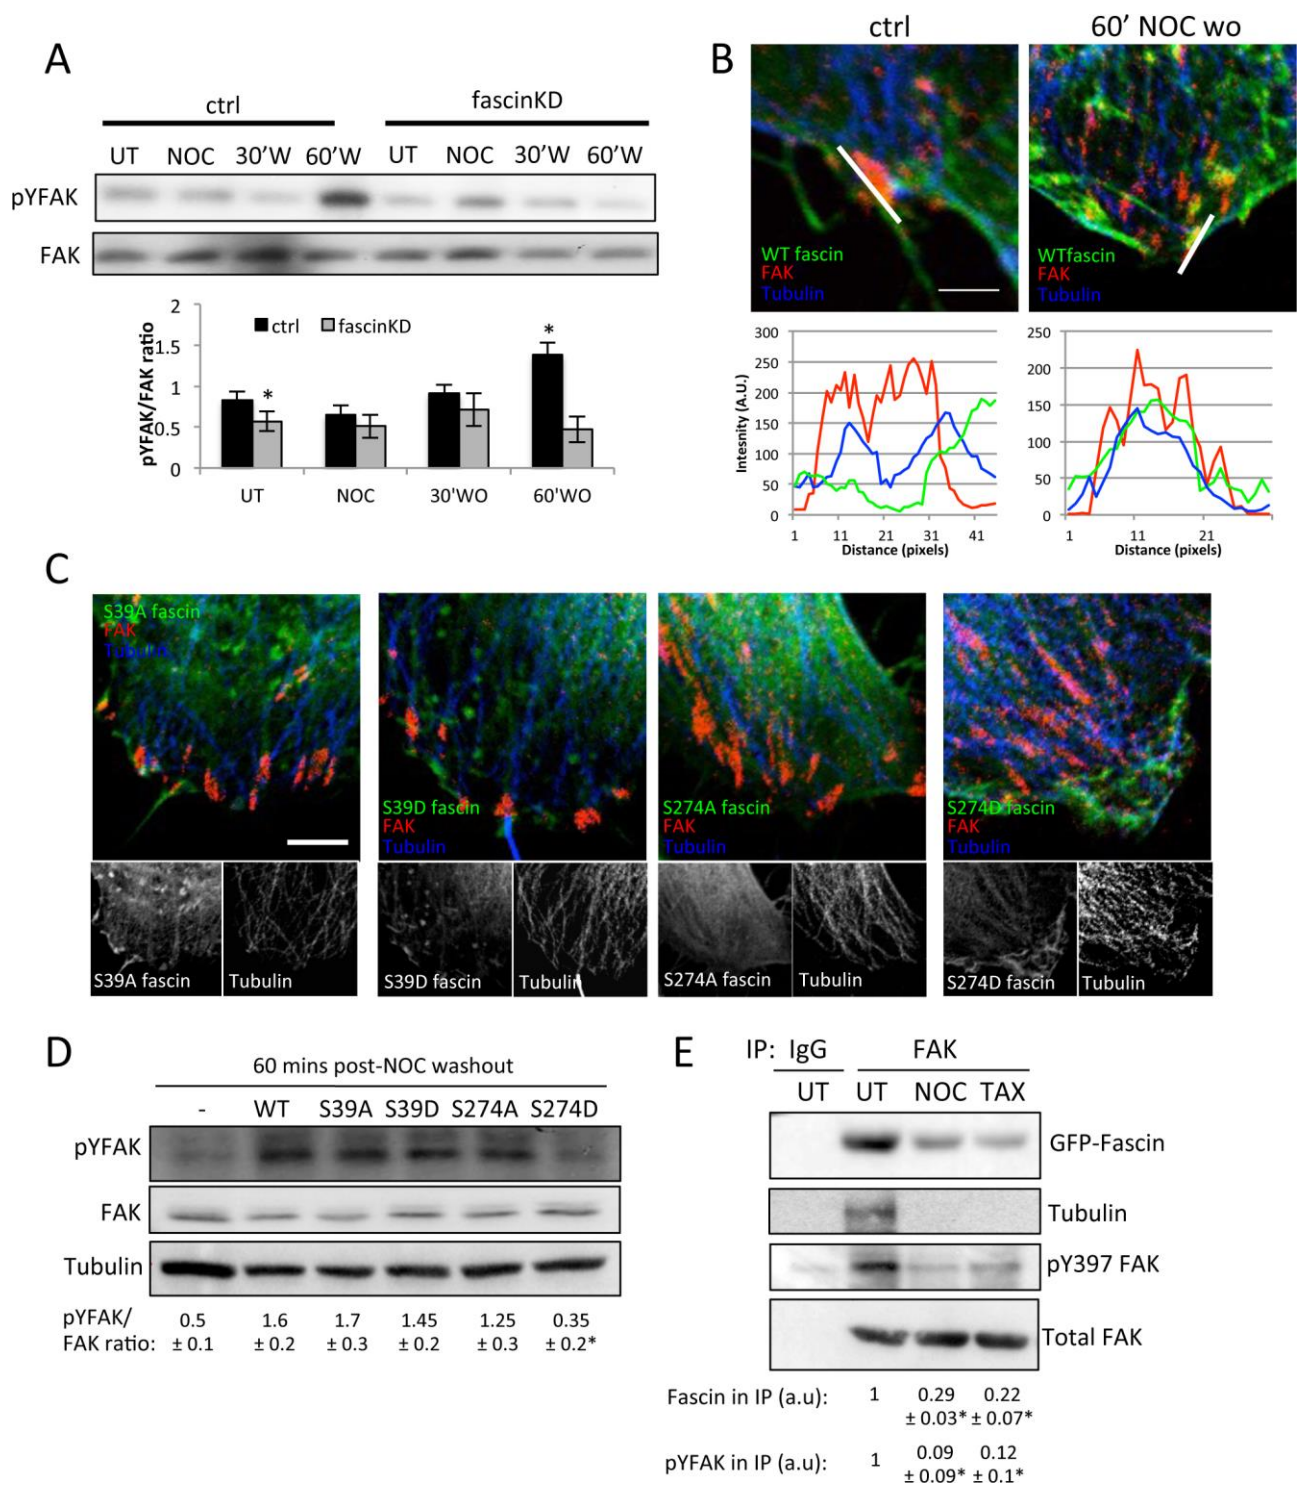 A
ctrl
fascinKD
UT NOC 30'W 60'W UT NOC 30'W 60'W
pYFAK
FAK
pYFAK/FAK ratio
2
1.5
1
0.5
0
ctrl fascinKD
*
*
UT NOC 30'WO 60'WO
B
ctrl
60' NOC wo
WT fascin
FAK
Tubulin
WTfascin
FAK
Tubulin
Intesnity (A.U.)
300
250
200
150
100
50
0
1 11 21 31 41
Distance (pixels)
250
200
150
100
50
0
1 11 21
Distance (pixels)
C
S39A fascin
FAK
Tubulin
S39D fascin
FAK
Tubulin
S274A fascin
FAK
Tubulin
S274D fascin
FAK
Tubulin
S39A fascin
Tubulin
S39D fascin
Tubulin
S274A fascin
Tubulin
S274D fascin
Tubulin
D
60 mins post-NOC washout
- WT S39A S39D S274A S274D
pYFAK
FAK
Tubulin
pYFAK/ 0.5 1.6 1.7 1.45 1.25 0.35
FAK ratio: ± 0.1 ± 0.2 ± 0.3 ± 0.2 ± 0.3 ± 0.2*
E
IP: IgG FAK
UT UT NOC TAX
GFP-Fascin
Tubulin
pY397 FAK
Total FAK
Fascin in IP (a.u): 1 0.29 0.22
± 0.03* ± 0.07*
pYFAK in IP (a.u): 1 0.09 0.12
± 0.09* ± 0.1*